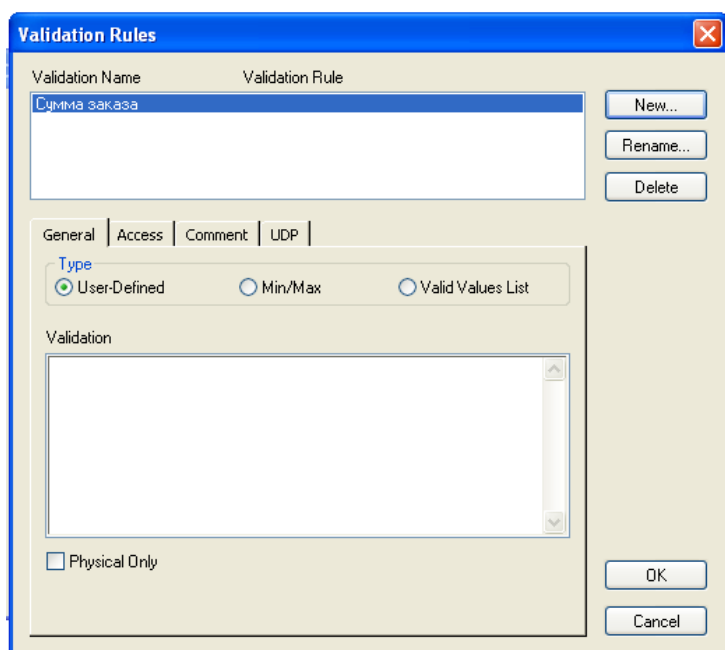 Validation Rules
Validation Name Validation Rule
Сумма заказа
New...
Rename...
Delete
General Access Comment UDP
Type
User-Defined Min/Max Valid Values List
Validation
Physical Only
OK
Cancel